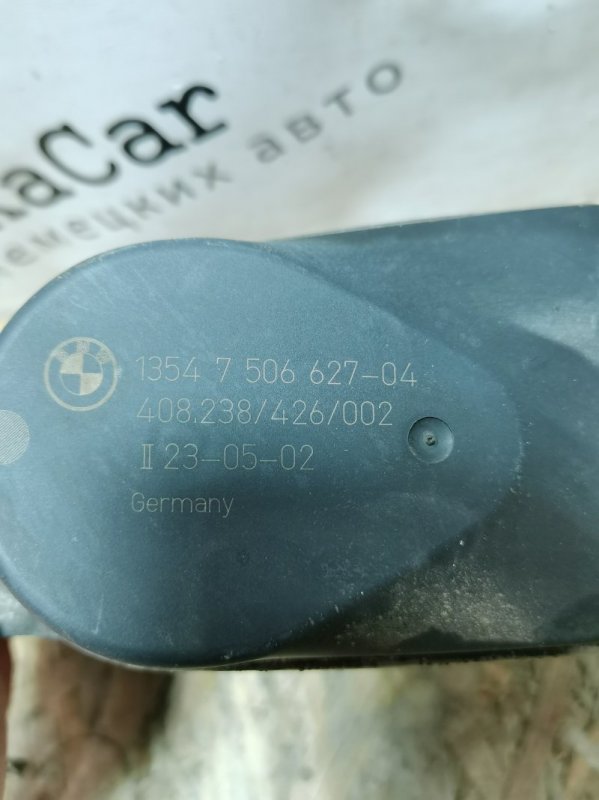 aCar
немецких авто
1354 7 506 627-04
408.238/426/002
II 23-05-02
Germany